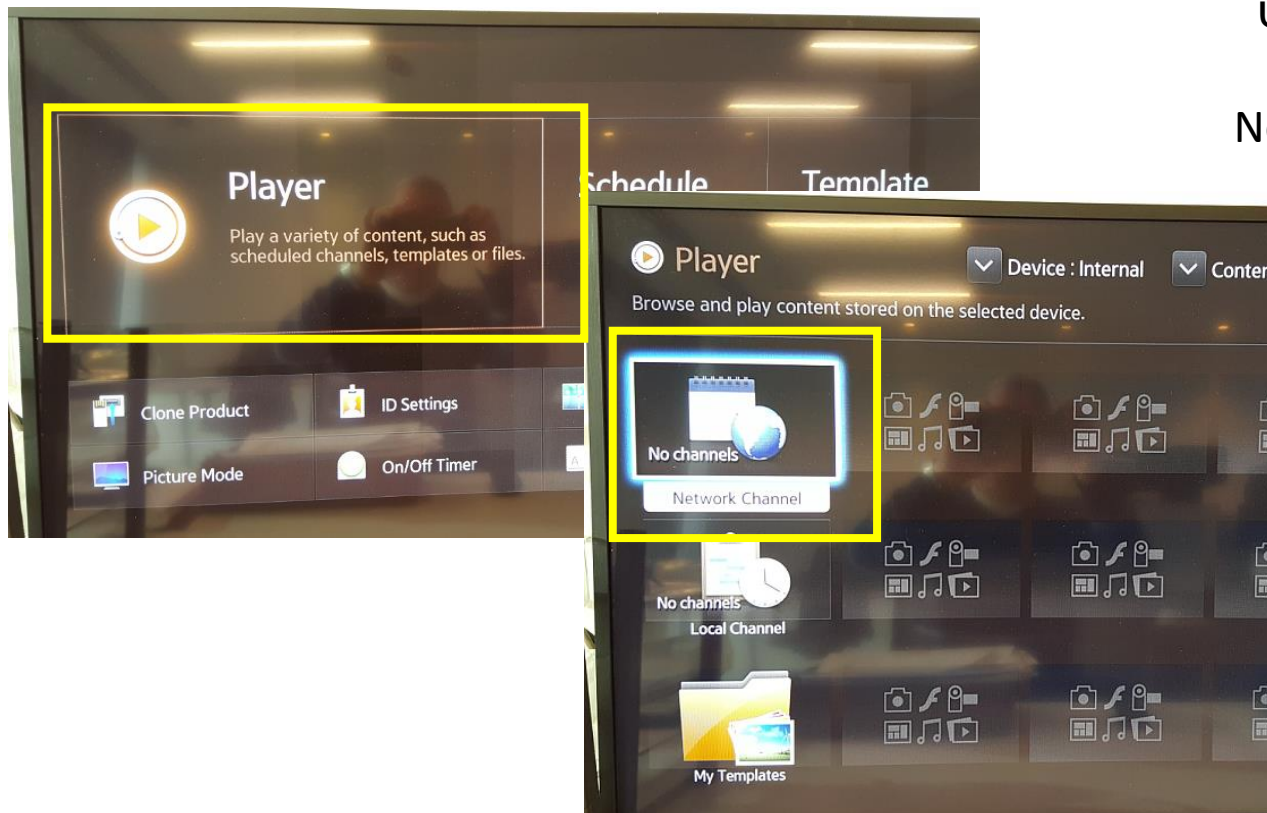 Player
Play a variety of content, such as
scheduled channels, templates or files.
Schedule
Template
Clone Product
ID Settings
Picture Mode
On/Off Timer
Player
Device : Internal
Browse and play content stored on the selected device.
No channels
Network Channel
No channels
Local Channel
My Templates